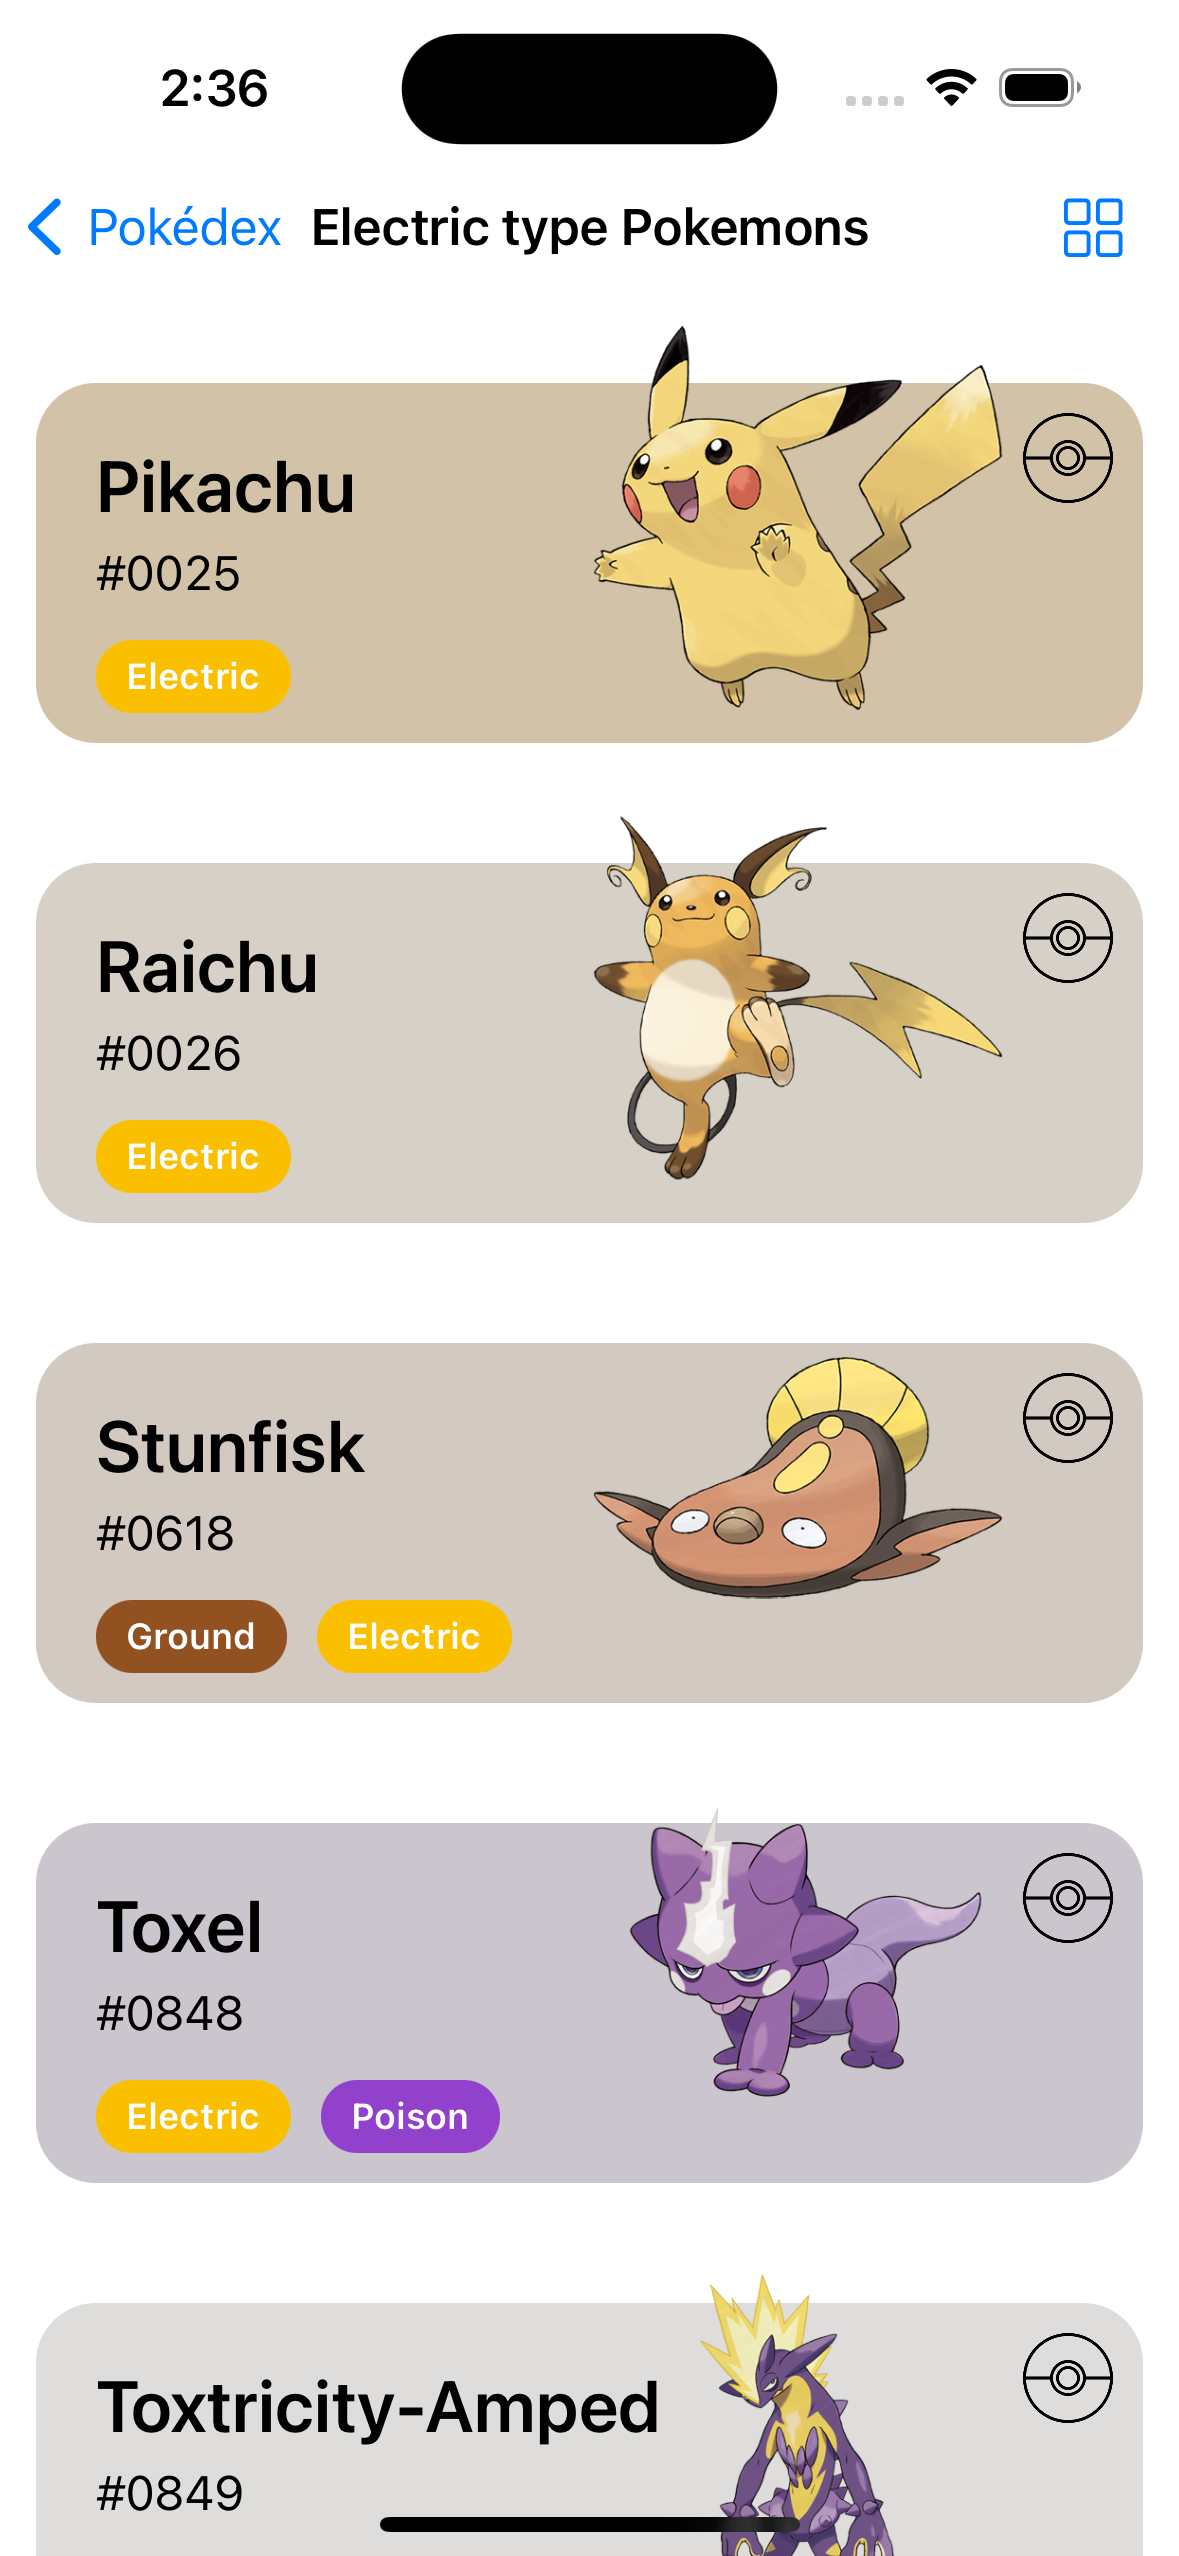 2:36
Pokédex Electric type Pokemons
Pikachu
#0025
Electric
Raichu
#0026
Electric
Stunfisk
#0618
Ground Electric
Toxel
#0848
Electric Poison
Toxtricity-Amped
#0849